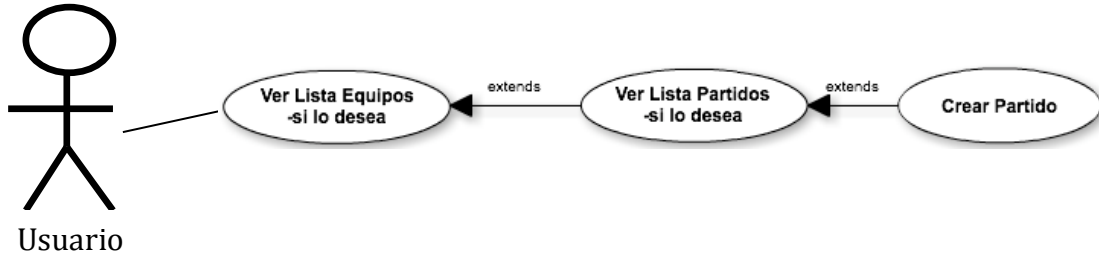 extends
extends
Ver Lista Equipos
-si lo desea
Ver Lista Partidos
-si lo desea
Crear Partido
Usuario